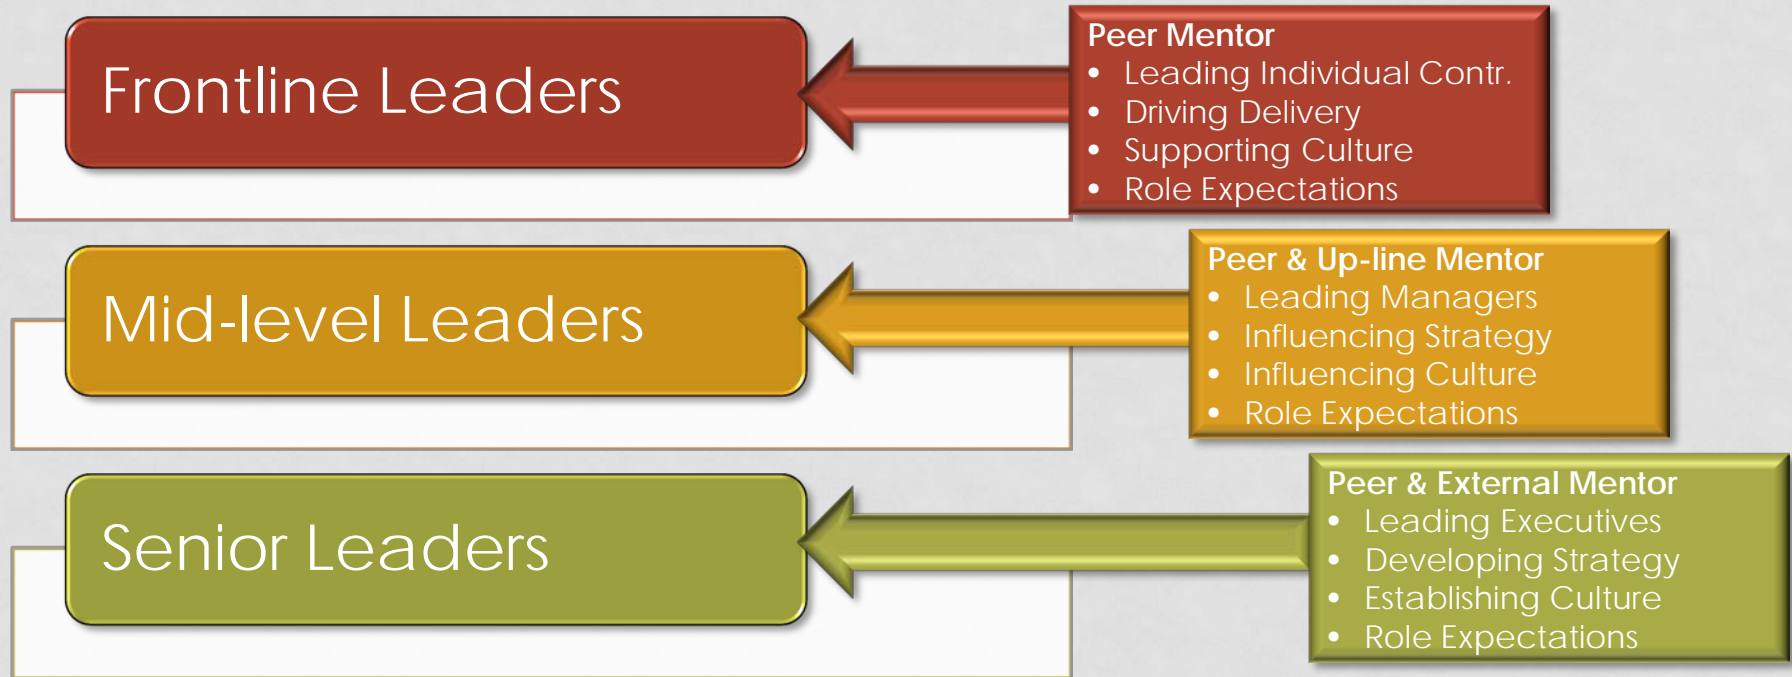 Frontline Leaders
Peer Mentor
• Leading Individual Contr.
• Driving Delivery
• Supporting Culture
• Role Expectations
Mid-level Leaders
Peer & Up-line Mentor
• Leading Managers
• Influencing Strategy
• Influencing Culture
• Role Expectations
Senior Leaders
Peer & External Mentor
• Leading Executives
• Developing Strategy
• Establishing Culture
• Role Expectations